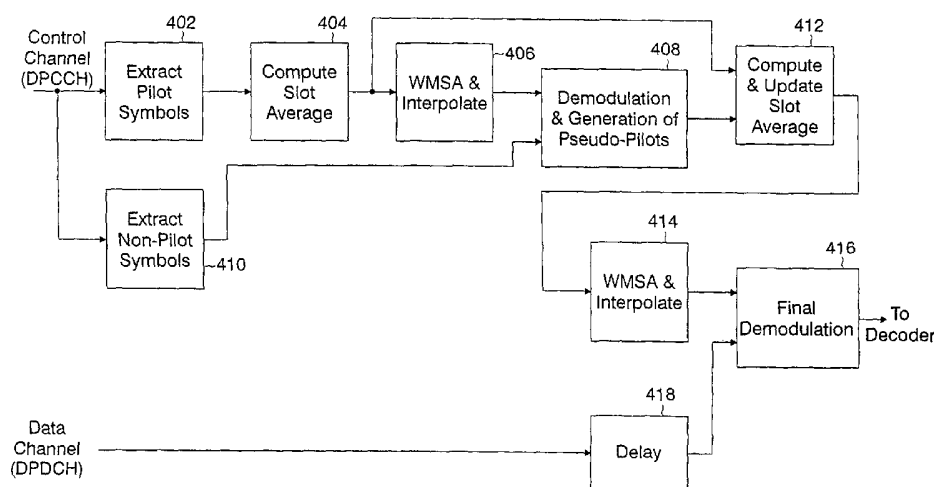 Control
Channel
(DPCCH)
402
Extract
Pilot
Symbols
404
Compute
Slot
Average
406
WMSA &
Interpolate
408
Demodulation
& Generation of
Pseudo-Pilots
412
Compute
& Update
Slot
Average
Extract
Non-Pilot
Symbols
410
414
WMSA &
Interpolate
416
Final
Demodulation
To
Decoder
Data
Channel
(DPDCH)
418
Delay